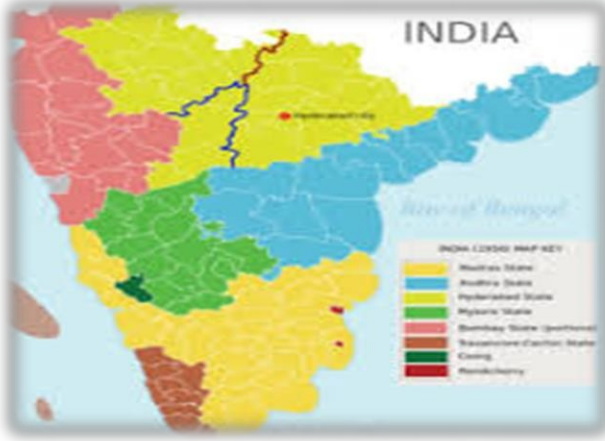 INDIA
Hyderabad city
Bay of Bengal
INDIA (1956) MAP KEY
Madras State
Andhra State
Hyderabad State
Mysore State
Bombay State (portions)
Travancore-Cochin State
Coorg
Pondicherry